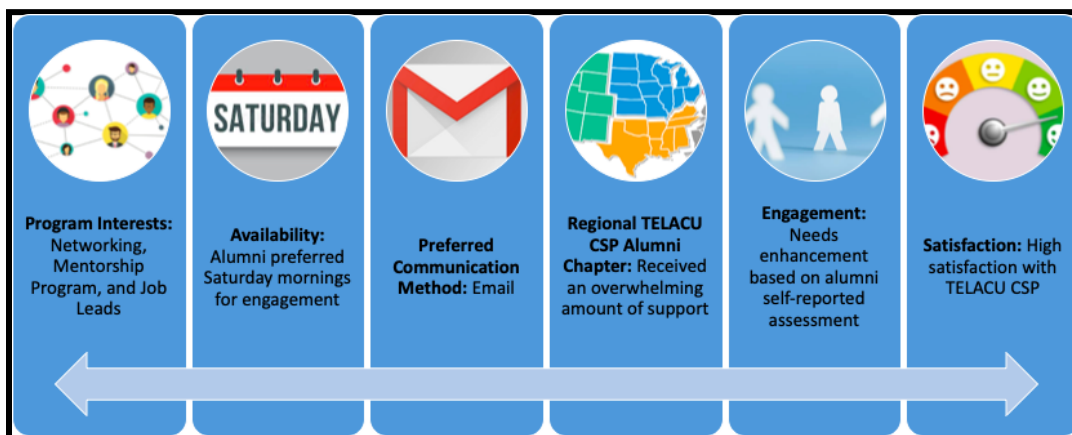 SATURDAY
Program Interests:
Networking,
Mentorship
Program, and Job
Leads
Availability:
Alumni preferred
Saturday mornings
for engagement
Preferred
Communication
Method: Email
Regional TELACU
CSP Alumni
Chapter: Received
an overwhelming
amount of support
Engagement:
Needs
enhancement
based on alumni
self-reported
assessment
Satisfaction: High
satisfaction with
TELACU CSP